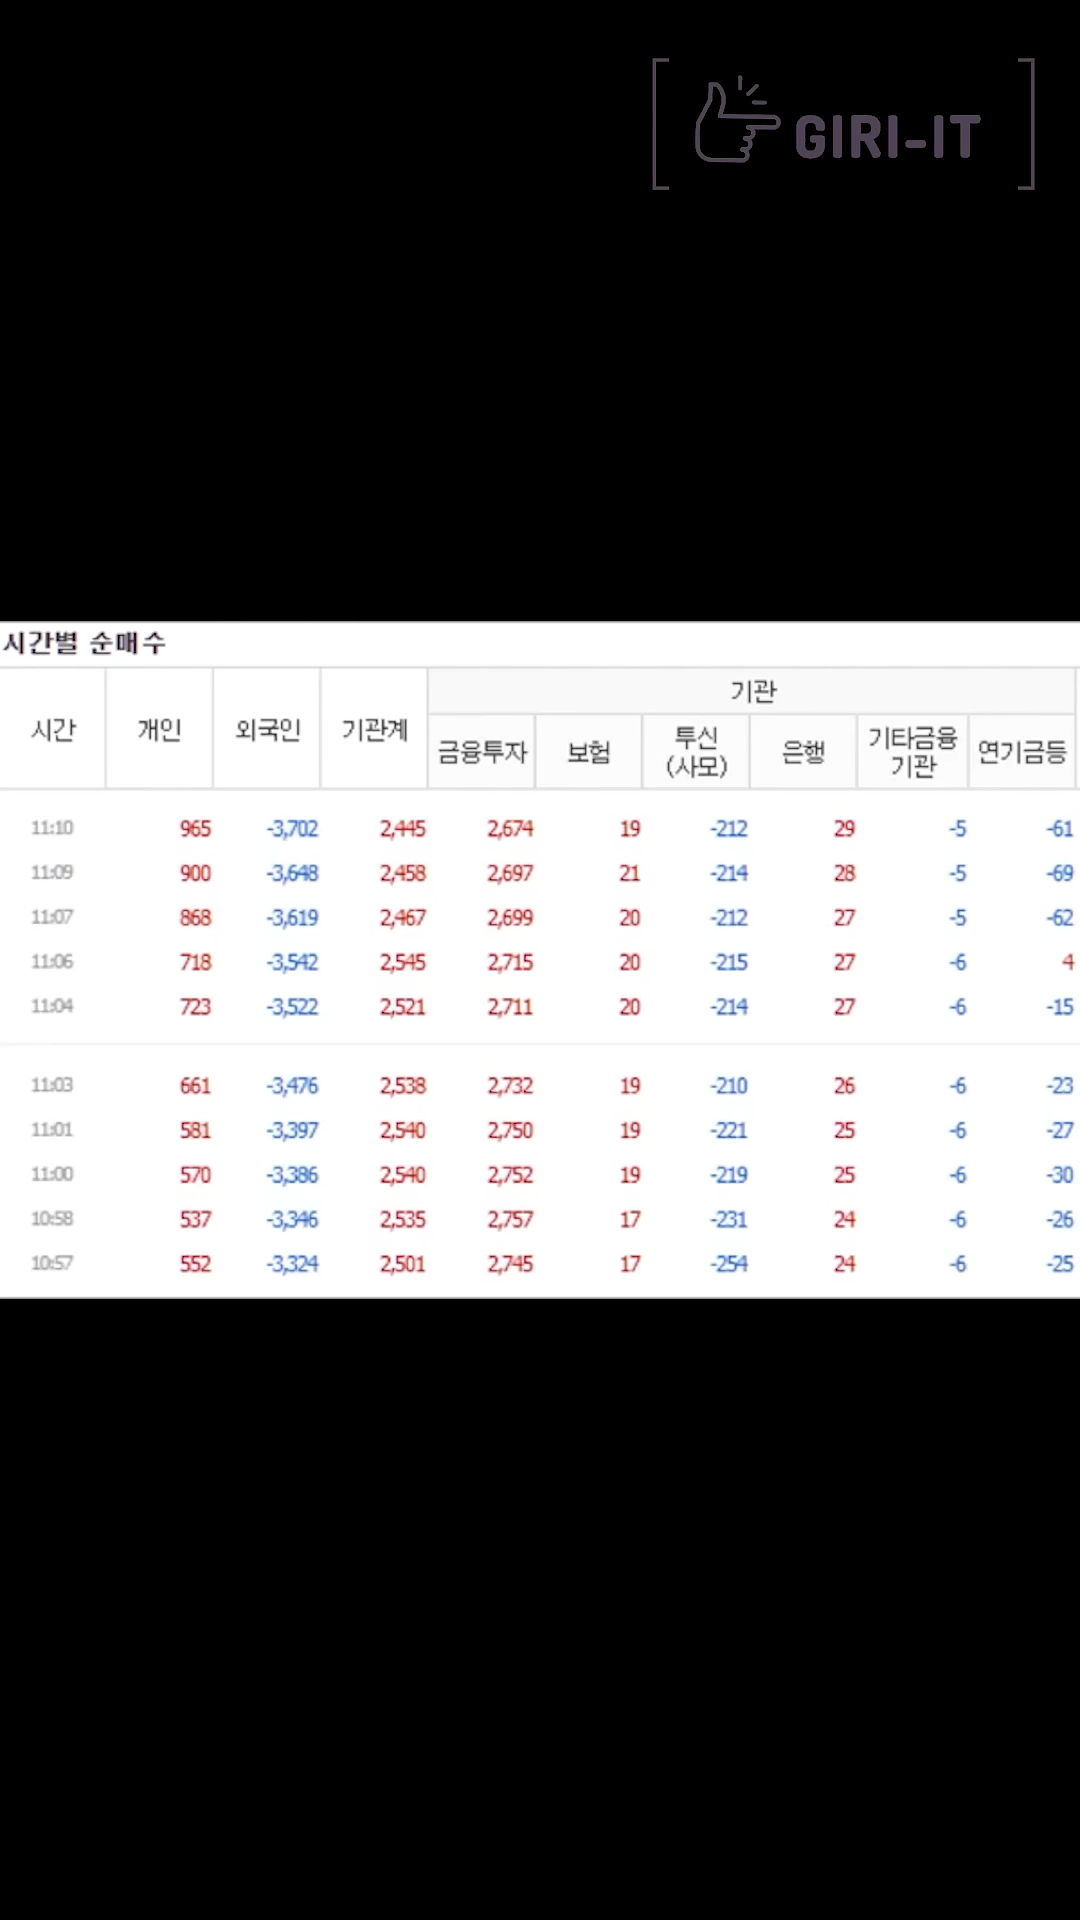 GIRI-IT
시간별 순매수
시간 개인 외국인 기관계 기관
금융투자 보험 투신(사모) 은행 기타금융기관 연기금등
11:10 965 -3,702 2,445 2,674 19 -212 29 -5 -61
11:09 900 -3,648 2,458 2,697 21 -214 28 -5 -69
11:07 868 -3,619 2,467 2,699 20 -212 27 -5 -62
11:06 718 -3,542 2,545 2,715 20 -215 27 -6 4
11:04 723 -3,522 2,521 2,711 20 -214 27 -6 -15
11:03 661 -3,476 2,538 2,732 19 -210 26 -6 -23
11:01 581 -3,397 2,540 2,750 19 -221 25 -6 -27
11:00 570 -3,386 2,540 2,752 19 -219 25 -6 -30
10:58 537 -3,346 2,535 2,757 17 -231 24 -6 -26
10:57 552 -3,324 2,501 2,745 17 -254 24 -6 -25